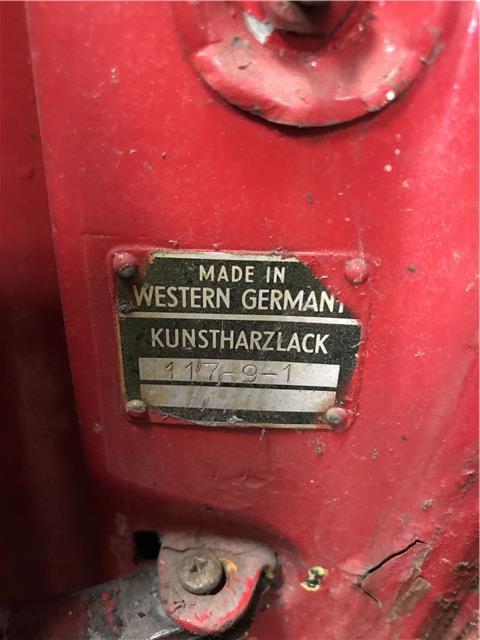 MADE IN
WESTERN GERMANY
KUNSTHARZLACK
117-9-1